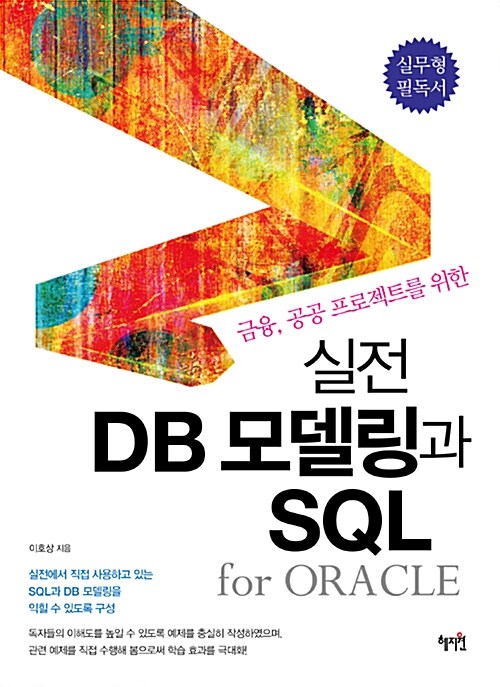 실무형
필독서
금융, 공공 프로젝트를 위한
실전
DB 모델링과
SQL
for ORACLE
이호상 지음
실전에서 직접 사용하고 있는
SQL과 DB 모델링을
익힐 수 있도록 구성
독자들의 이해도를 높일 수 있도록 예제를 충실히 작성하였으며,
관련 예제를 직접 수행해 봄으로써 학습 효과를 극대화!
혜지원